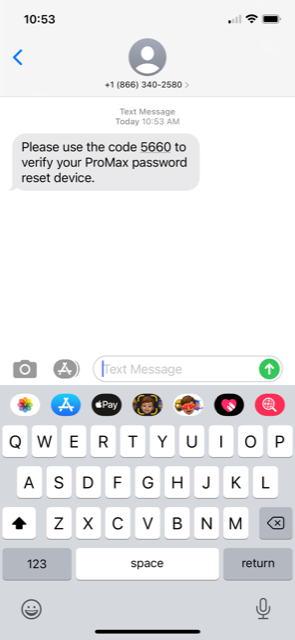 10:53
+1 (866) 340-2580 >
Text Message
Today 10:53 AM
Please use the code 5660 to
verify your ProMax password
reset device.
Text Message
Pay
Q W E R T Y U I O P
A S D F G H J K L
Z X C V B N M
123 space return